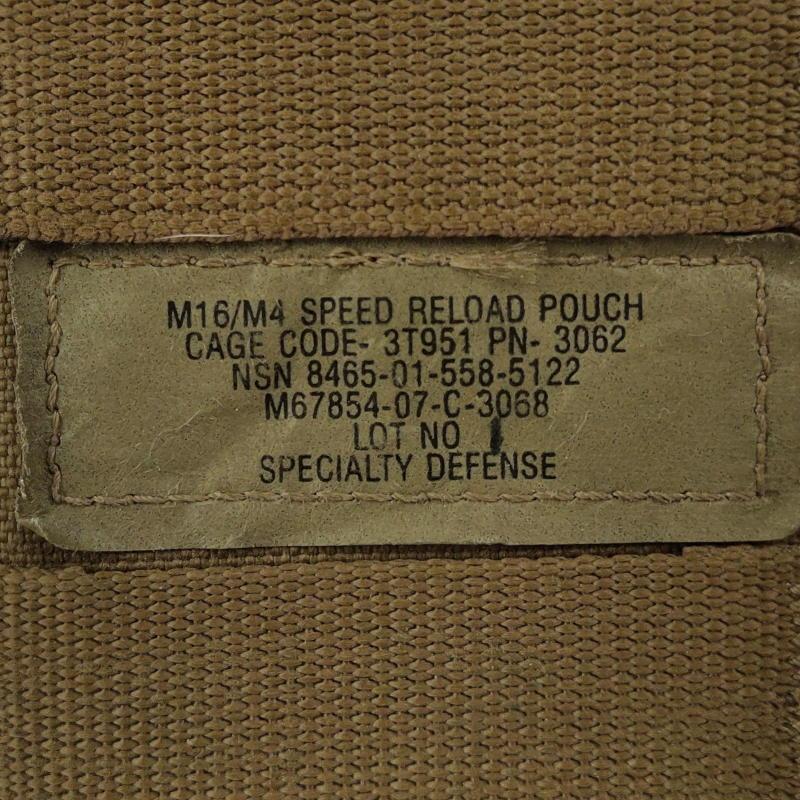 M16/M4 SPEED RELOAD POUCH
CAGE CODE- 3T951 PN- 3062
NSN 8465-01-558-5122
M67854-07-C-3068
LOT NO
SPECIALTY DEFENSE